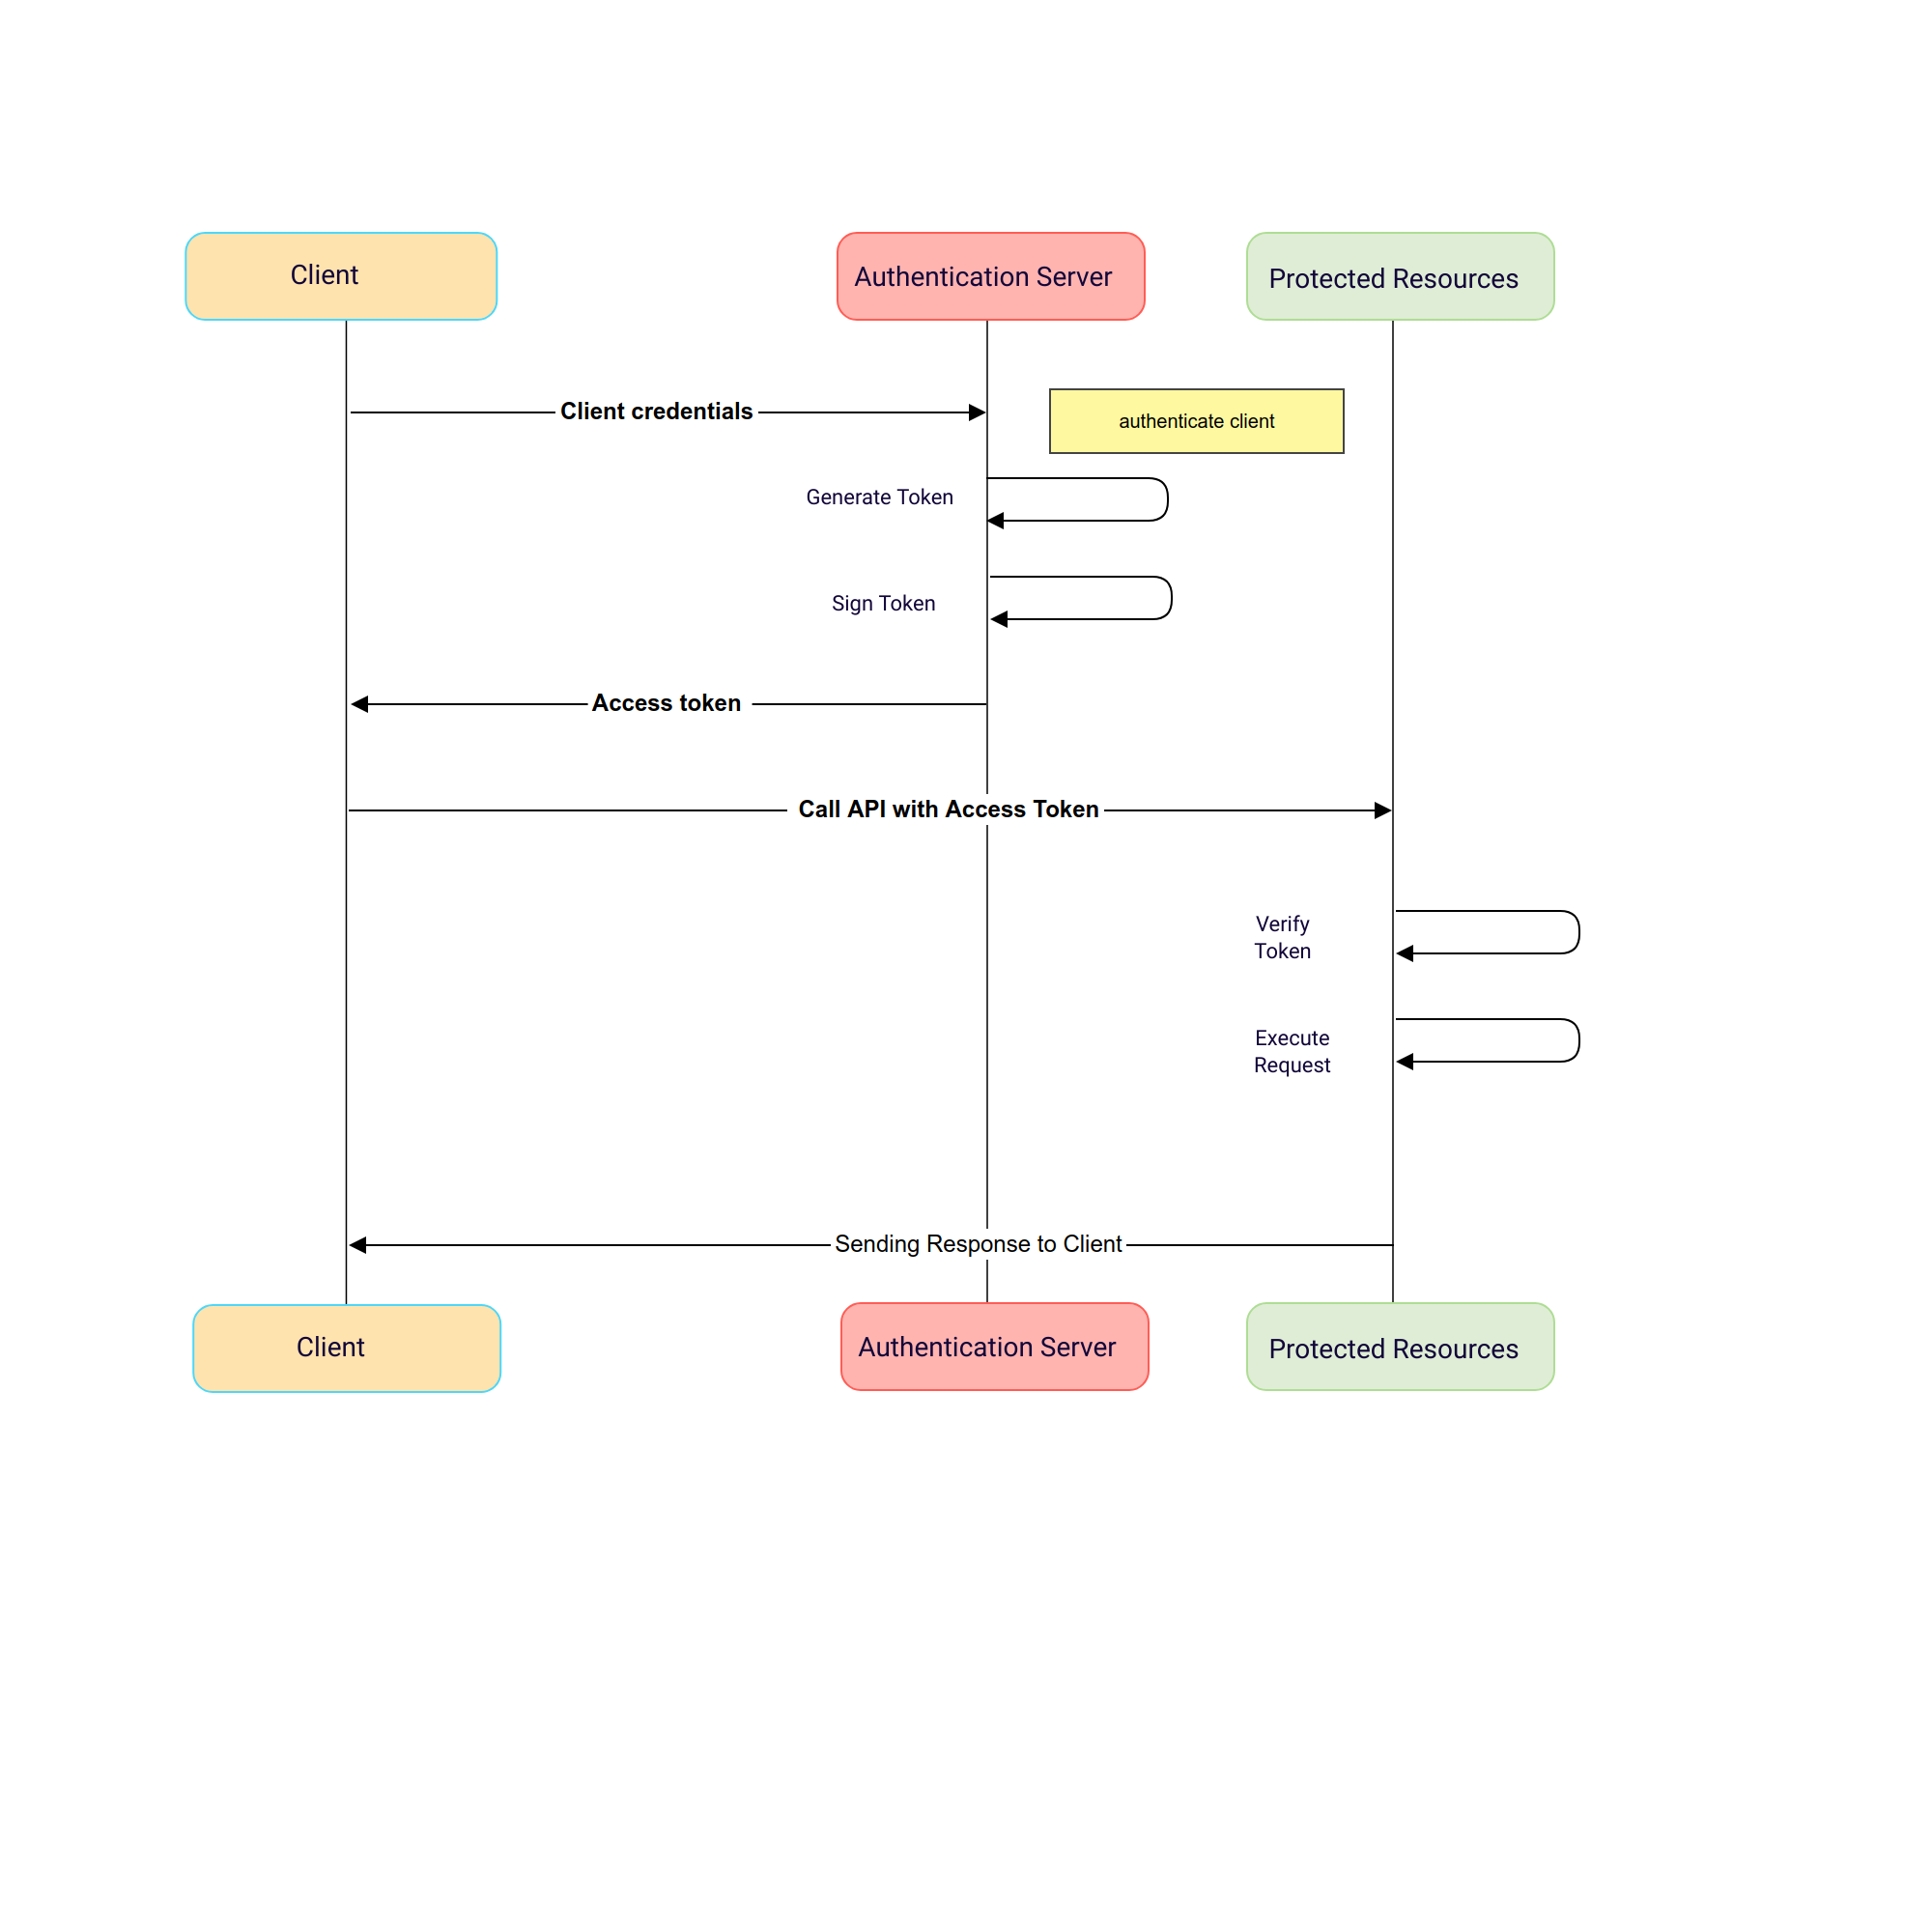 Client
Authentication Server
Protected Resources
Client credentials
authenticate client
Generate Token
Sign Token
Access token
Call API with Access Token
Verify
Token
Execute
Request
Sending Response to Client
Client
Authentication Server
Protected Resources